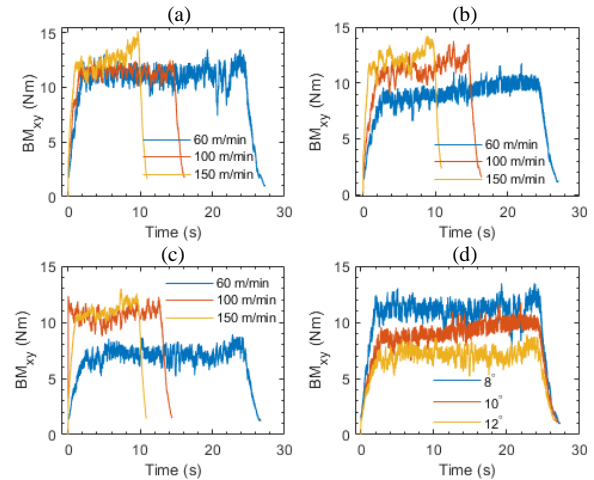 (a)
15
10
5
0
BMxy (Nm)
60 m/min
100 m/min
150 m/min
0 10 20 30
Time (s)
(b)
15
10
5
0
BMxy (Nm)
60 m/min
100 m/min
150 m/min
0 10 20 30
Time (s)
(c)
15
10
5
0
BMxy (Nm)
60 m/min
100 m/min
150 m/min
0 10 20 30
Time (s)
(d)
15
10
5
0
BMxy (Nm)
8°
10°
12°
0 10 20 30
Time (s)